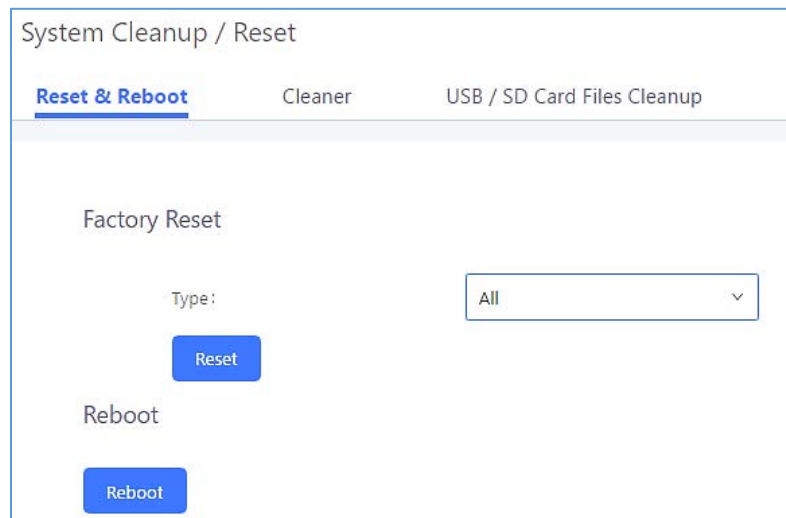 System Cleanup / Reset
Reset & Reboot Cleaner USB / SD Card Files Cleanup
Factory Reset
Type: All
Reset
Reboot
Reboot